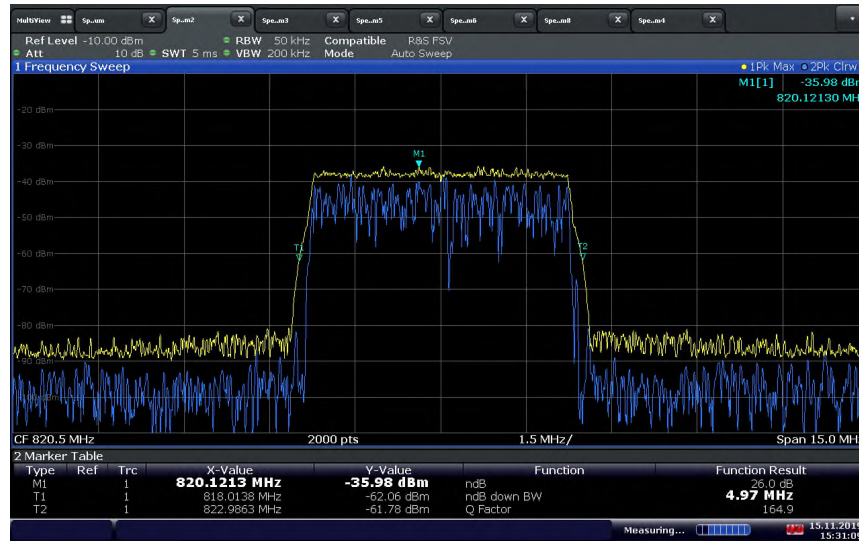 MultiView Sp..um X Sp..m2 X Spe..m3 X Spe..m5 X Spe..m6 X Spe..m8 X Spe..m4 X
Ref Level -10.00 dBm RBW 50 kHz Compatible R&S FSV
Att 10 dB SWT 5 ms VBW 200 kHz Mode Auto Sweep
1 Frequency Sweep 1Pk Max 2Pk Clrw
M1[1] -35.98 dBr
820.12130 MH
-20 dBm
-30 dBm
M1
-40 dBm
-50 dBm
T1 T2
-60 dBm
-70 dBm
-80 dBm
-90 dBm
CF 820.5 MHz 2000 pts 1.5 MHz/ Span 15.0 MH
2 Marker Table
Type Ref Trc X-Value Y-Value Function Function Result
M1 1 820.1213 MHz -35.98 dBm ndB 26.0 dB
T1 1 818.0138 MHz -62.06 dBm ndB down BW 4.97 MHz
T2 1 822.9863 MHz -61.78 dBm Q Factor 164.9
Measuring... 15.11.2019
15:31:09